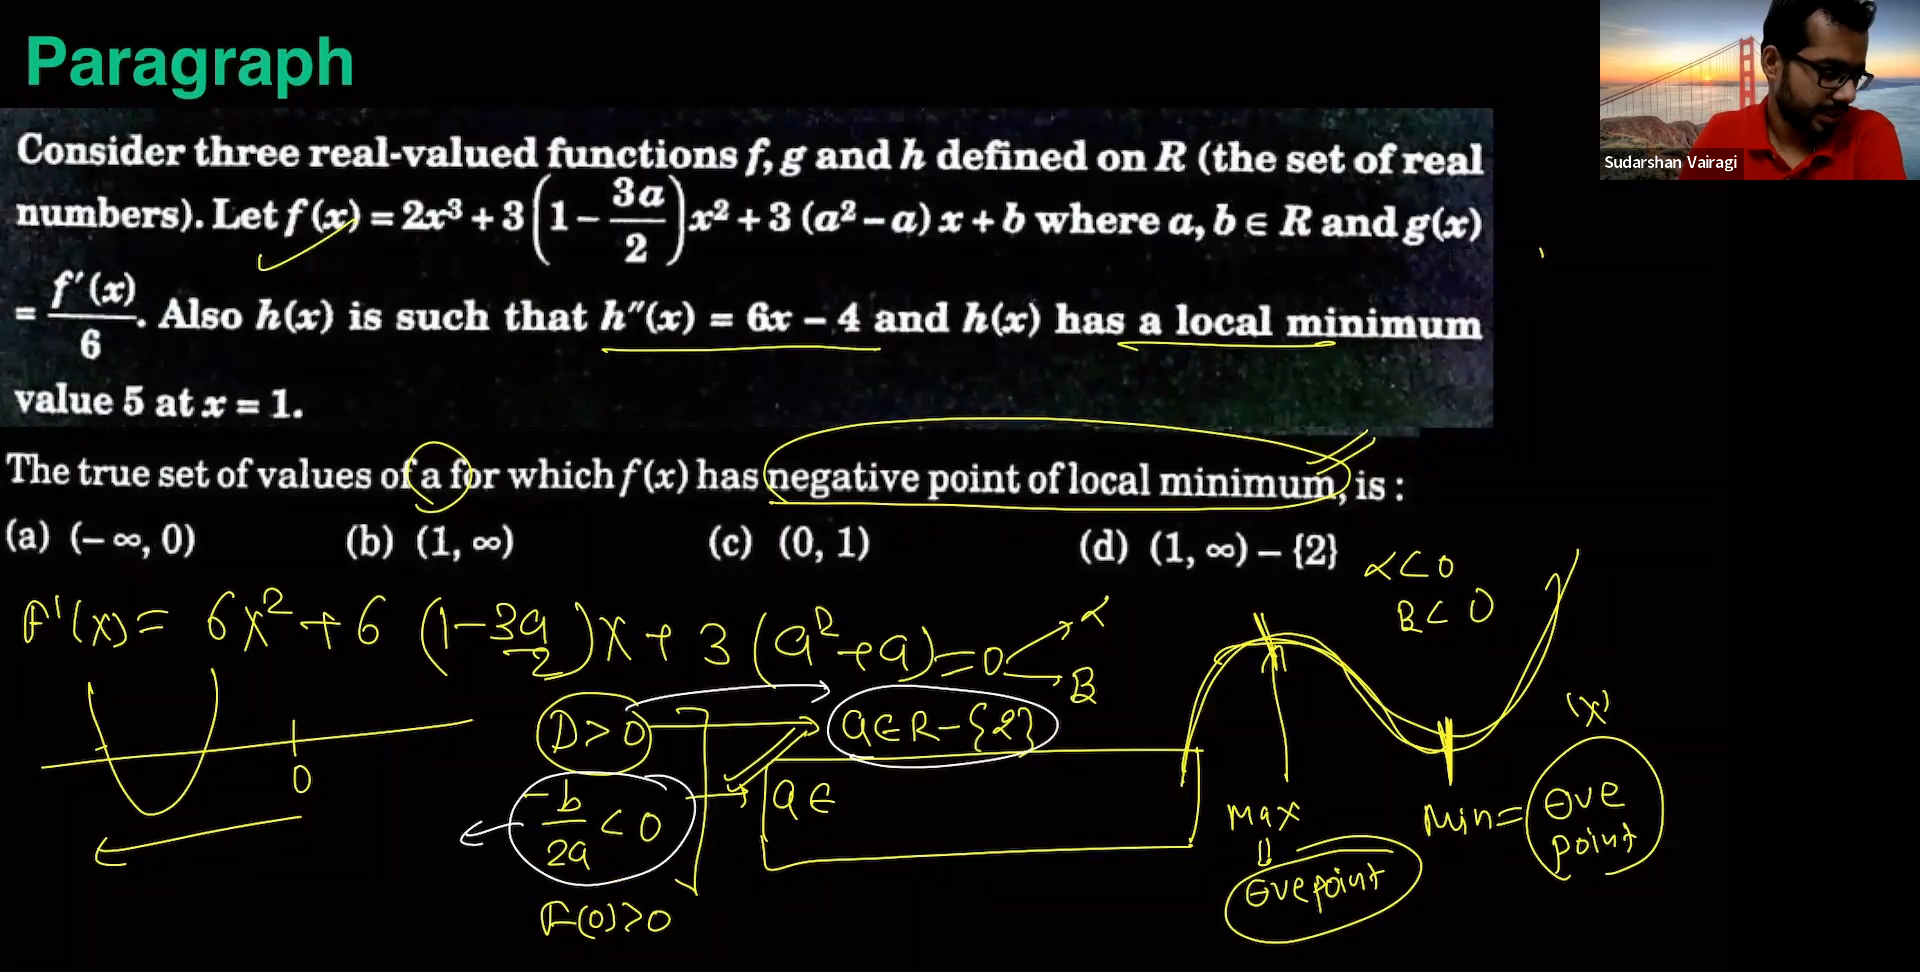 Paragraph
Sudarshan Vairagi
Consider three real-valued functions f, g and h defined on R (the set of real
numbers). Let f(x) = 2x³ + 3(1 − 3a/2)x² + 3(a² − a)x + b where a, b ∈ R and g(x)
= f′(x)/6. Also h(x) is such that h″(x) = 6x − 4 and h(x) has a local minimum
value 5 at x = 1.
The true set of values of a for which f(x) has negative point of local minimum, is :
(a) (− ∞, 0) (b) (1, ∞) (c) (0, 1) (d) (1, ∞) − {2}
α < 0
B < 0
f'(x) = 6x² + 6 (1 − 3a/2)x + 3(a² + a) = 0
α
B
D > 0
a ∈ R − {2}
0
−b/2a < 0
a ∈
F(0) > 0
Max
⇓
⊖ve point
Min =
(x)
⊖ve
point